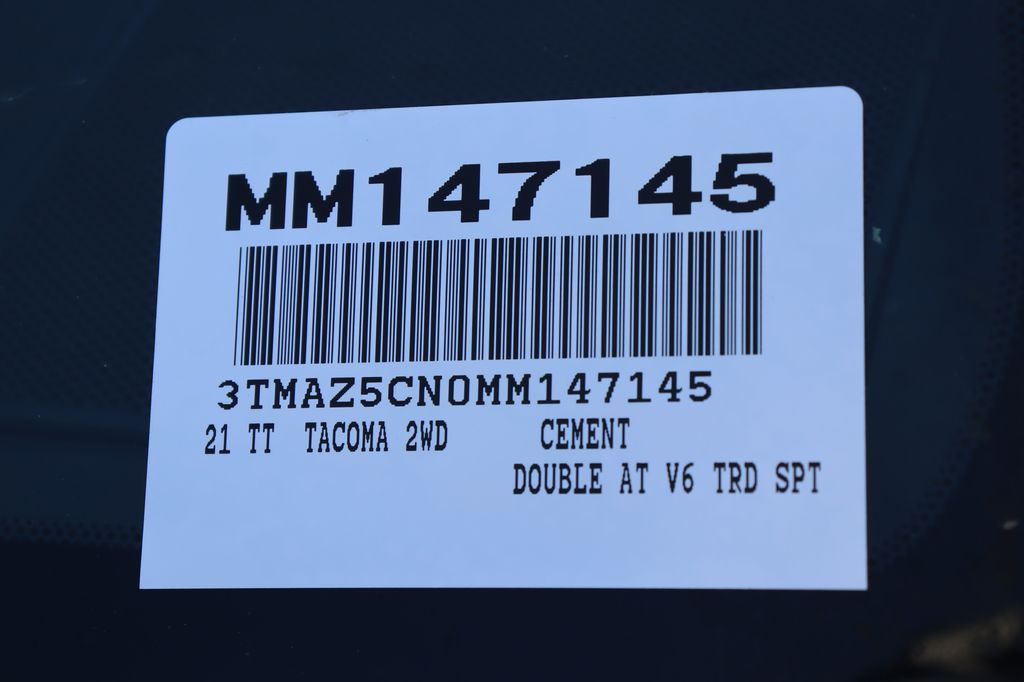 MM147145
3TMAZ5CN0MM147145
21 TT TACOMA 2WD CEMENT
DOUBLE AT V6 TRD SPT